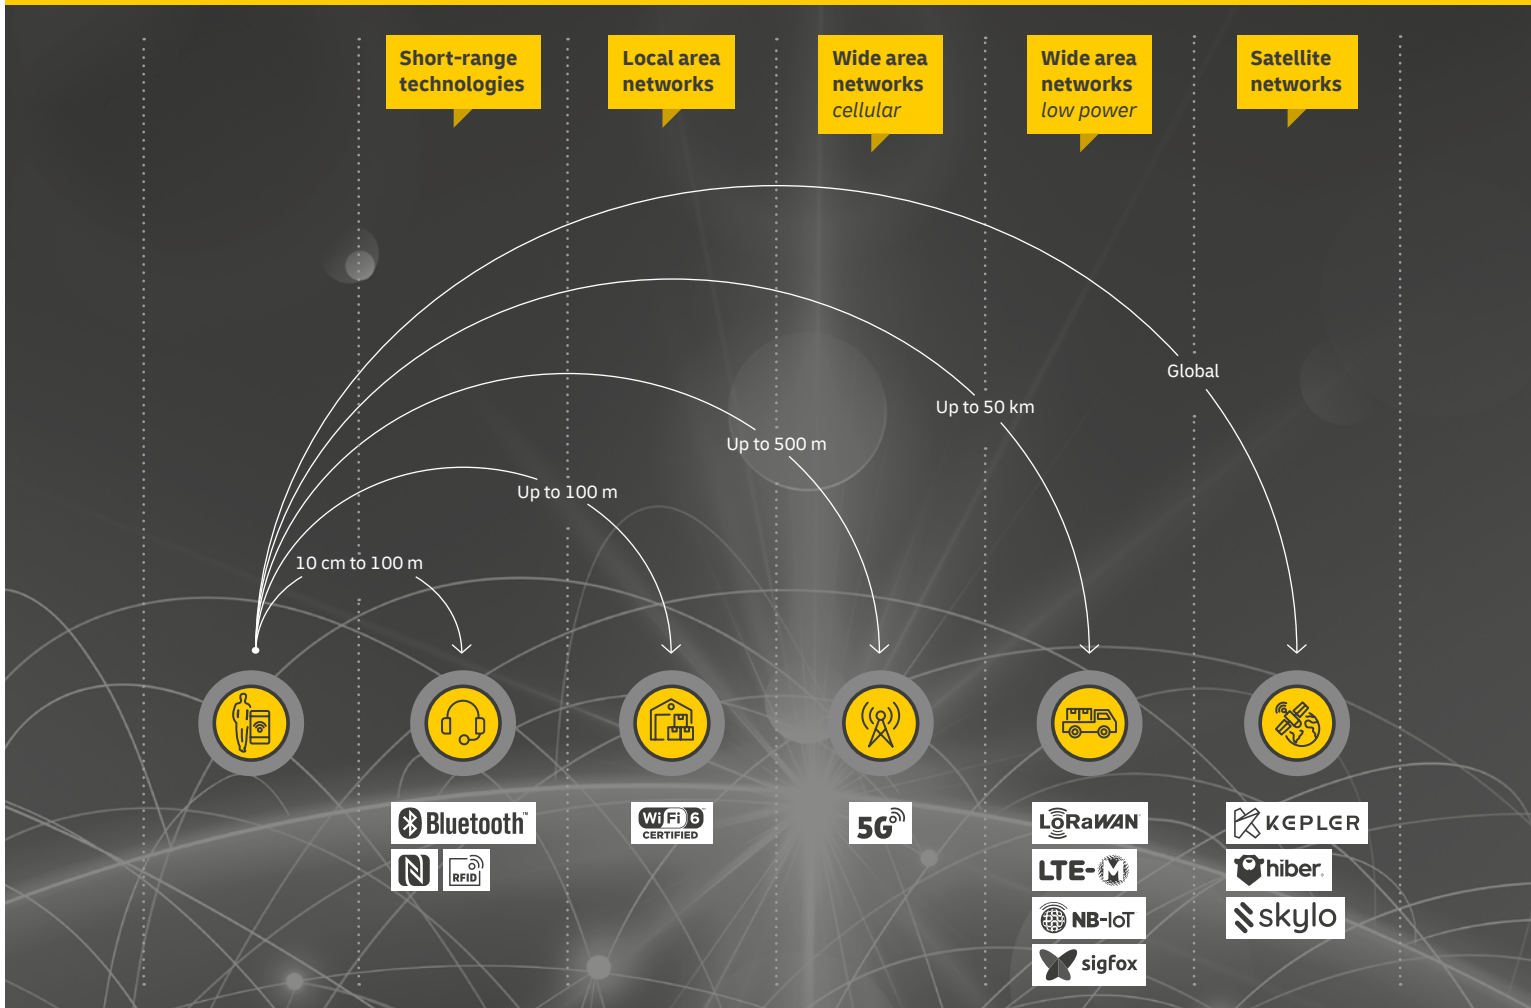 Short-range
technologies
Local area
networks
Wide area
networks
cellular
Wide area
networks
low power
Satellite
networks
Global
Up to 50 km
Up to 500 m
Up to 100 m
10 cm to 100 m
Bluetooth™
RFID
Wi Fi 6™
CERTIFIED
5G
LoRaWAN
LTE-M
NB-IoT
sigfox
KEPLER
hiber.
skylo